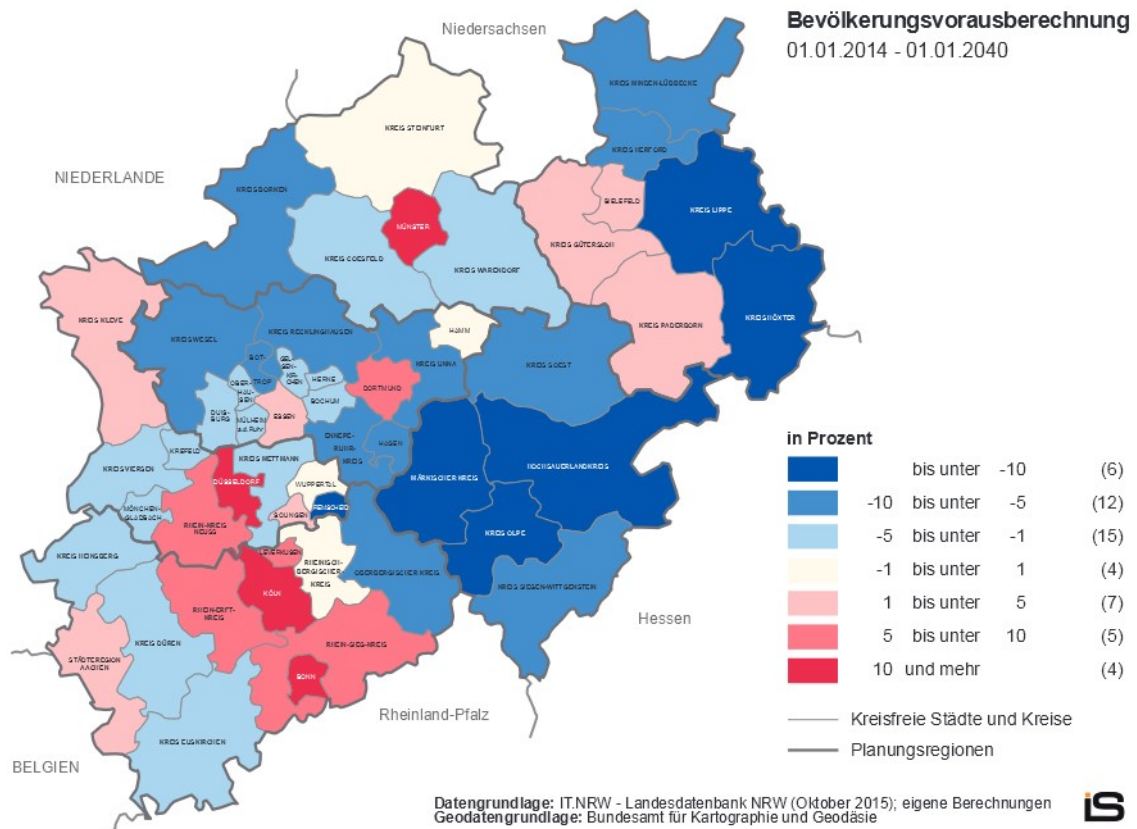 Bevölkerungsvorausberechnung
01.01.2014 - 01.01.2040
Niedersachsen
KREIS MINDEN-LÜBBECKE
KREIS STEINFURT
KREIS HERFORD
NIEDERLANDE
KREIS BORKEN
BIELEFELD
KREIS LIPPE
MÜNSTER
KREIS GÜTERSLOH
KREIS COESFELD
KREIS WARENDORF
KREIS KLEVE
KREIS HÖXTER
KREIS PADERBORN
HAMM
KREIS RECKLINGHAUSEN
KREIS WESEL
KREIS UNNA
KREIS SOEST
BOT-
TROP
GEL-
SEN-
KIR-
CHEN
HERNE
OBER-
HAU-
SEN
DORTMUND
BOCHUM
DUIS-
BURG
MÜLHEIM
a.d. Ruhr
ESSEN
ENNEPE-
RUHR-
KREIS
HAGEN
KREFELD
KREIS METTMANN
KREIS VIERSEN
HOCHSAUERLANDKREIS
MÄRKISCHER KREIS
DÜSSELDORF
WUPPERTAL
MÖNCHEN-
GLADBACH
REMSCHEID
SOLINGEN
RHEIN-KREIS
NEUSS
KREIS OLPE
KREIS HEINSBERG
LEVERKUSEN
RHEINISCH-
BERGISCHER
KREIS
OBERBERGISCHER KREIS
KREIS SIEGEN-WITTGENSTEIN
KÖLN
RHEIN-ERFT-
KREIS
Hessen
KREIS DÜREN
RHEIN-SIEG-KREIS
STÄDTEREGION
AACHEN
BONN
Rheinland-Pfalz
KREIS EUSKIRCHEN
BELGIEN
in Prozent
bis unter -10 (6)
-10 bis unter -5 (12)
-5 bis unter -1 (15)
-1 bis unter 1 (4)
1 bis unter 5 (7)
5 bis unter 10 (5)
10 und mehr (4)
Kreisfreie Städte und Kreise
Planungsregionen
Datengrundlage: IT.NRW - Landesdatenbank NRW (Oktober 2015); eigene Berechnungen
Geodatengrundlage: Bundesamt für Kartographie und Geodäsie
iS